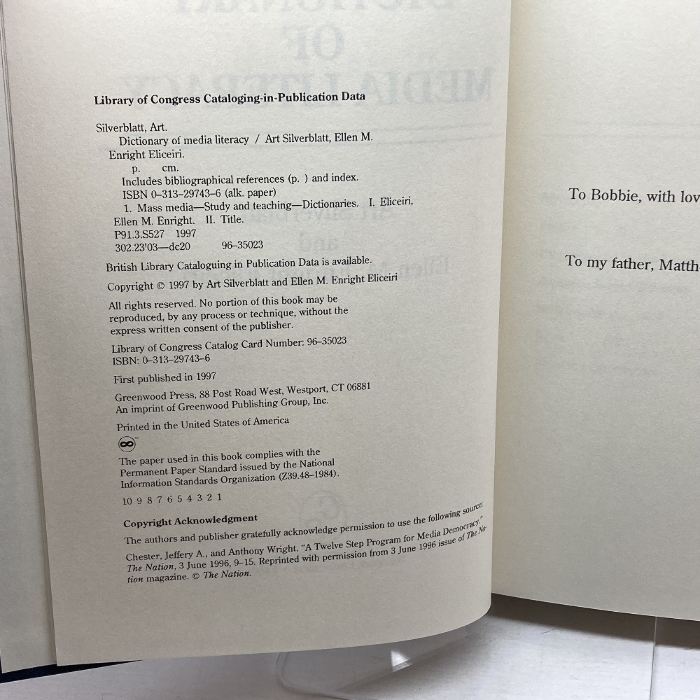 Library of Congress Cataloging-in-Publication Data
Silverblatt, Art.
Dictionary of media literacy / Art Silverblatt, Ellen M.
Enright Eliceiri.
p. cm.
Includes bibliographical references (p. ) and index.
ISBN 0-313-29743-6 (alk. paper)
1. Mass media—Study and teaching—Dictionaries. I. Eliceiri,
Ellen M. Enright. II. Title.
P91.3.S527 1997
302.23'03—dc20 96-35023
British Library Cataloguing in Publication Data is available.
Copyright © 1997 by Art Silverblatt and Ellen M. Enright Eliceiri
All rights reserved. No portion of this book may be
reproduced, by any process or technique, without the
express written consent of the publisher.
Library of Congress Catalog Card Number: 96-35023
ISBN: 0-313-29743-6
First published in 1997
Greenwood Press, 88 Post Road West, Westport, CT 06881
An imprint of Greenwood Publishing Group, Inc.
Printed in the United States of America
The paper used in this book complies with the
Permanent Paper Standard issued by the National
Information Standards Organization (Z39.48-1984).
10 9 8 7 6 5 4 3 2 1
Copyright Acknowledgment
The authors and publisher gratefully acknowledge permission to use the following source:
Chester, Jeffery A., and Anthony Wright. "A Twelve Step Program for Media Democracy."
The Nation, 3 June 1996, 9-15. Reprinted with permission from 3 June 1996 issue of The Na-
tion magazine. © The Nation.
To Bobbie, with lov
To my father, Matth